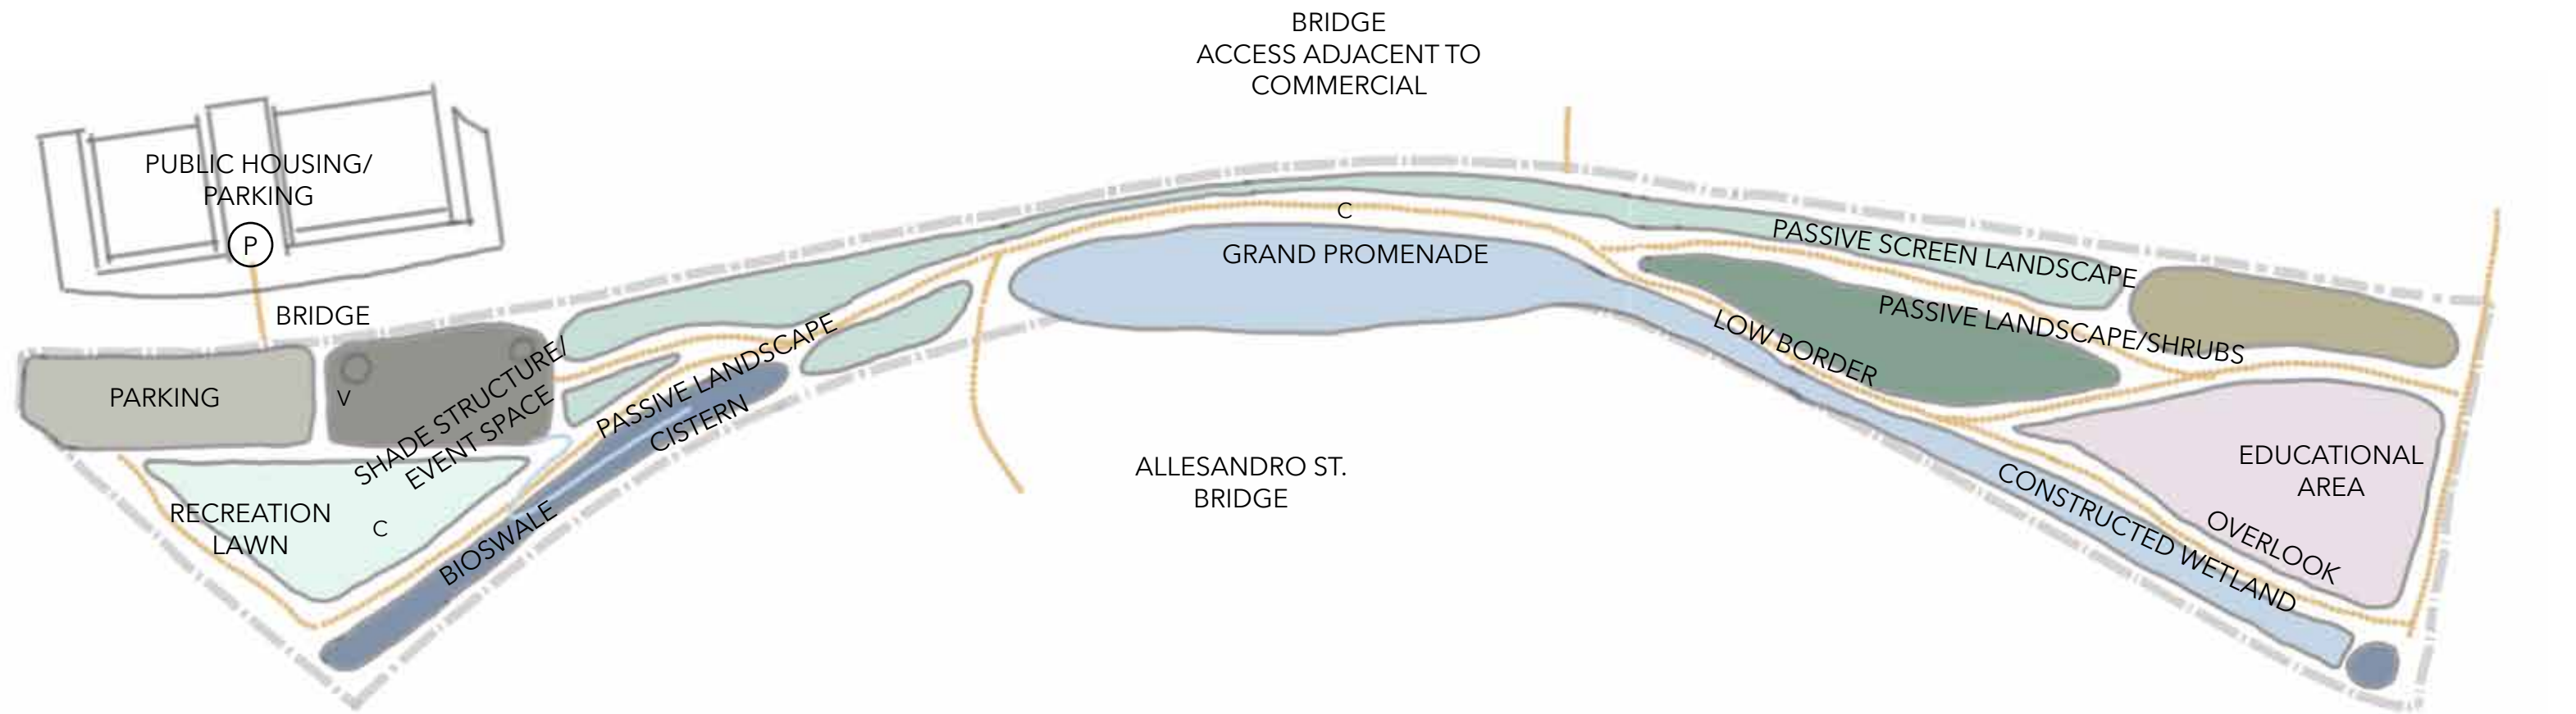 BRIDGE
ACCESS ADJACENT TO
COMMERCIAL
PUBLIC HOUSING/
PARKING
P
BRIDGE
C
GRAND PROMENADE
PASSIVE SCREEN LANDSCAPE
PASSIVE LANDSCAPE/SHRUBS
LOW BORDER
PARKING
V
SHADE STRUCTURE/
EVENT SPACE
PASSIVE LANDSCAPE
CISTERN
ALLESANDRO ST.
BRIDGE
EDUCATIONAL
AREA
OVERLOOK
CONSTRUCTED WETLAND
RECREATION
LAWN
C
BIOSWALE